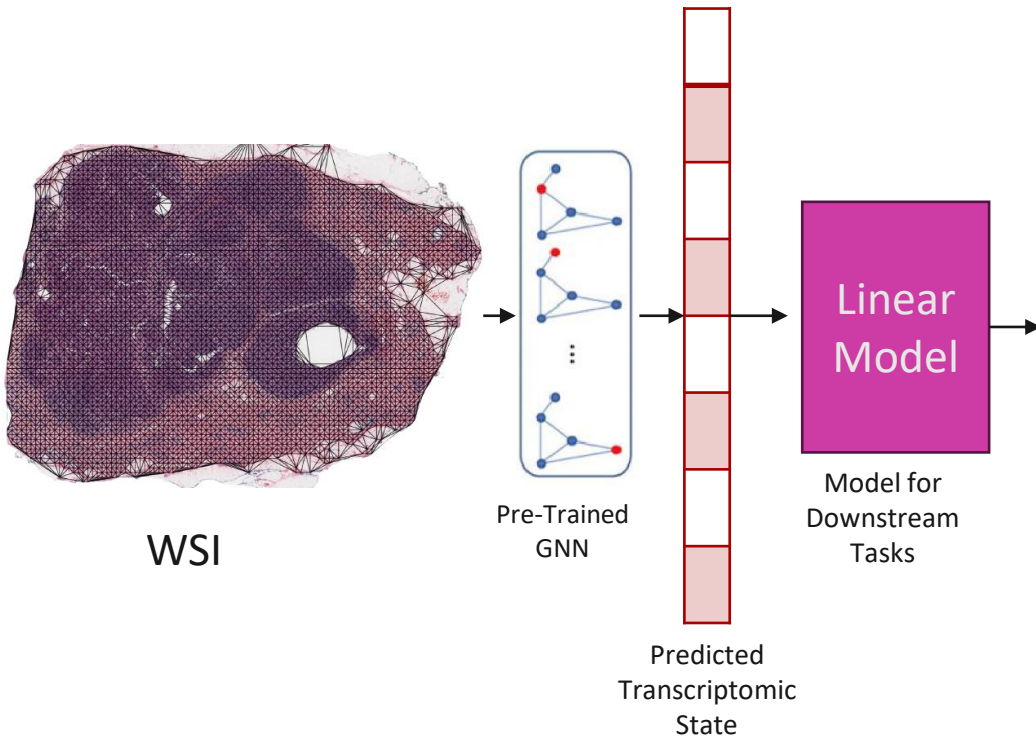 WSI
Pre-Trained
GNN
Predicted
Transcriptomic
State
Linear
Model
Model for
Downstream
Tasks